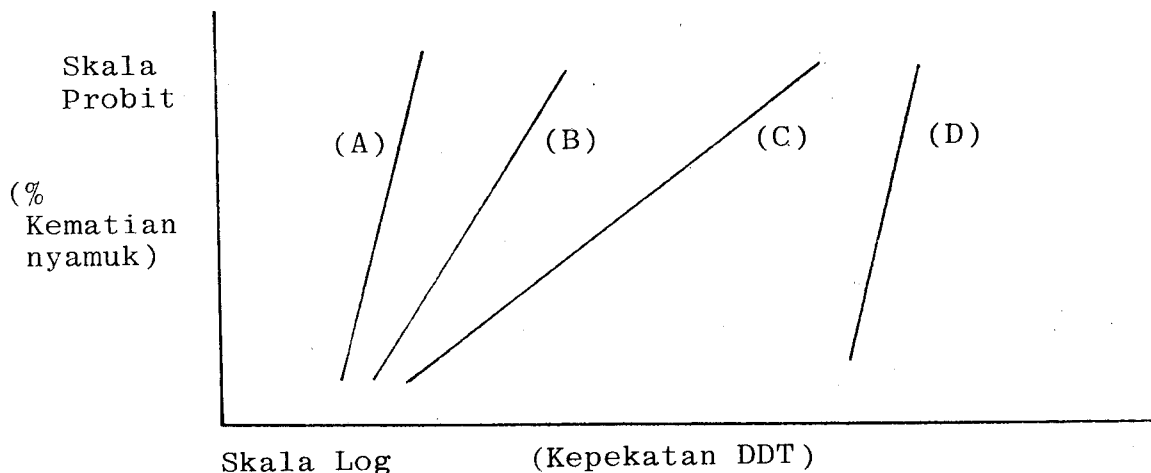 Skala
Probit
(A)
(B)
(C)
(D)
(%
Kematian
nyamuk)
Skala Log (Kepekatan DDT)